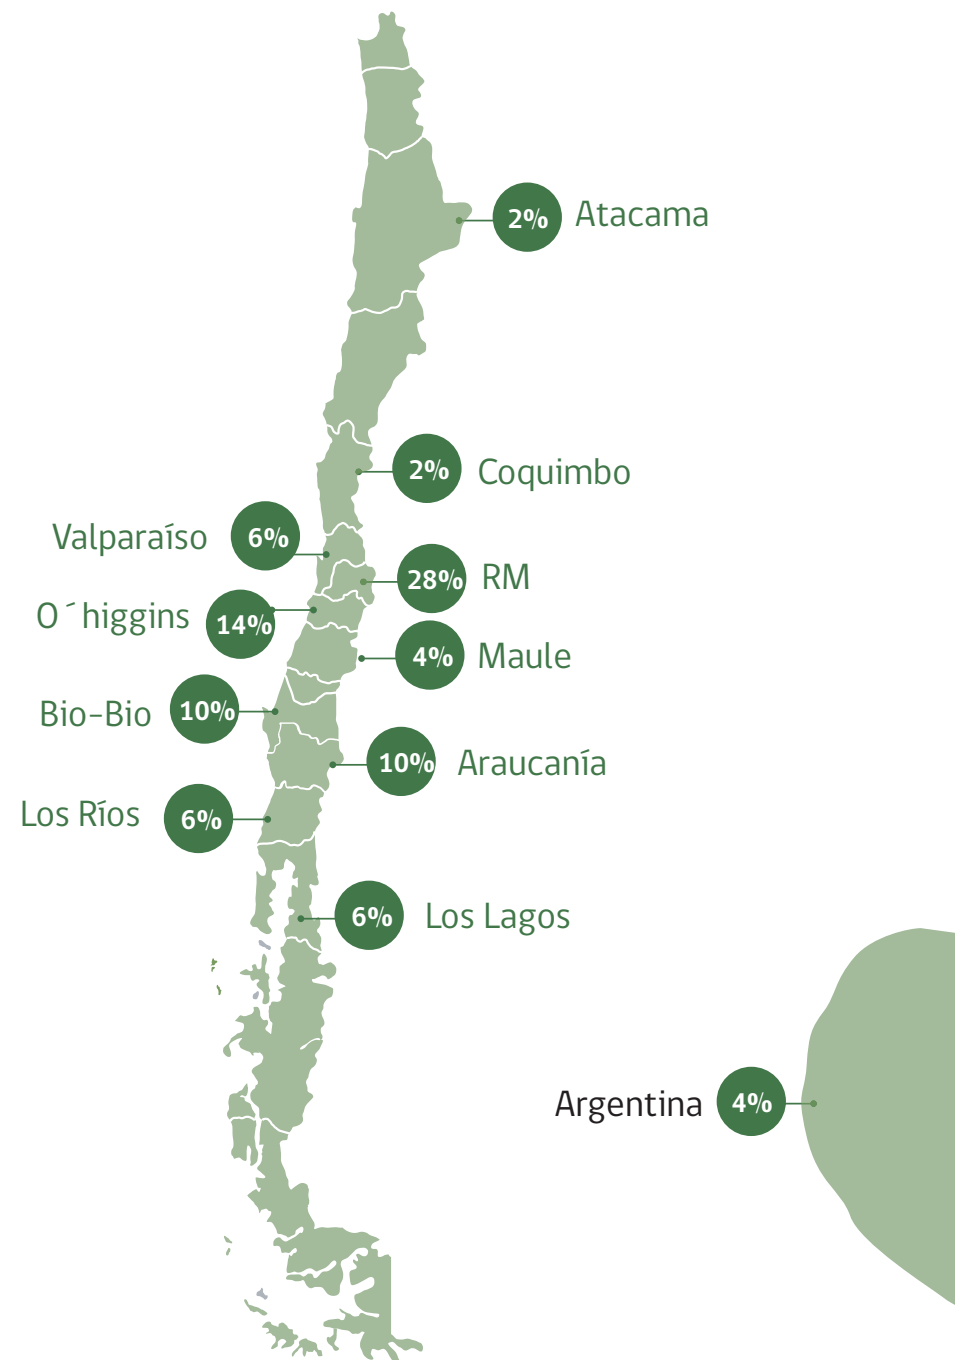 2% Atacama
2% Coquimbo
Valparaíso 6%
28% RM
O´higgins 14%
4% Maule
Bio-Bio 10%
10% Araucanía
Los Ríos 6%
6% Los Lagos
Argentina 4%